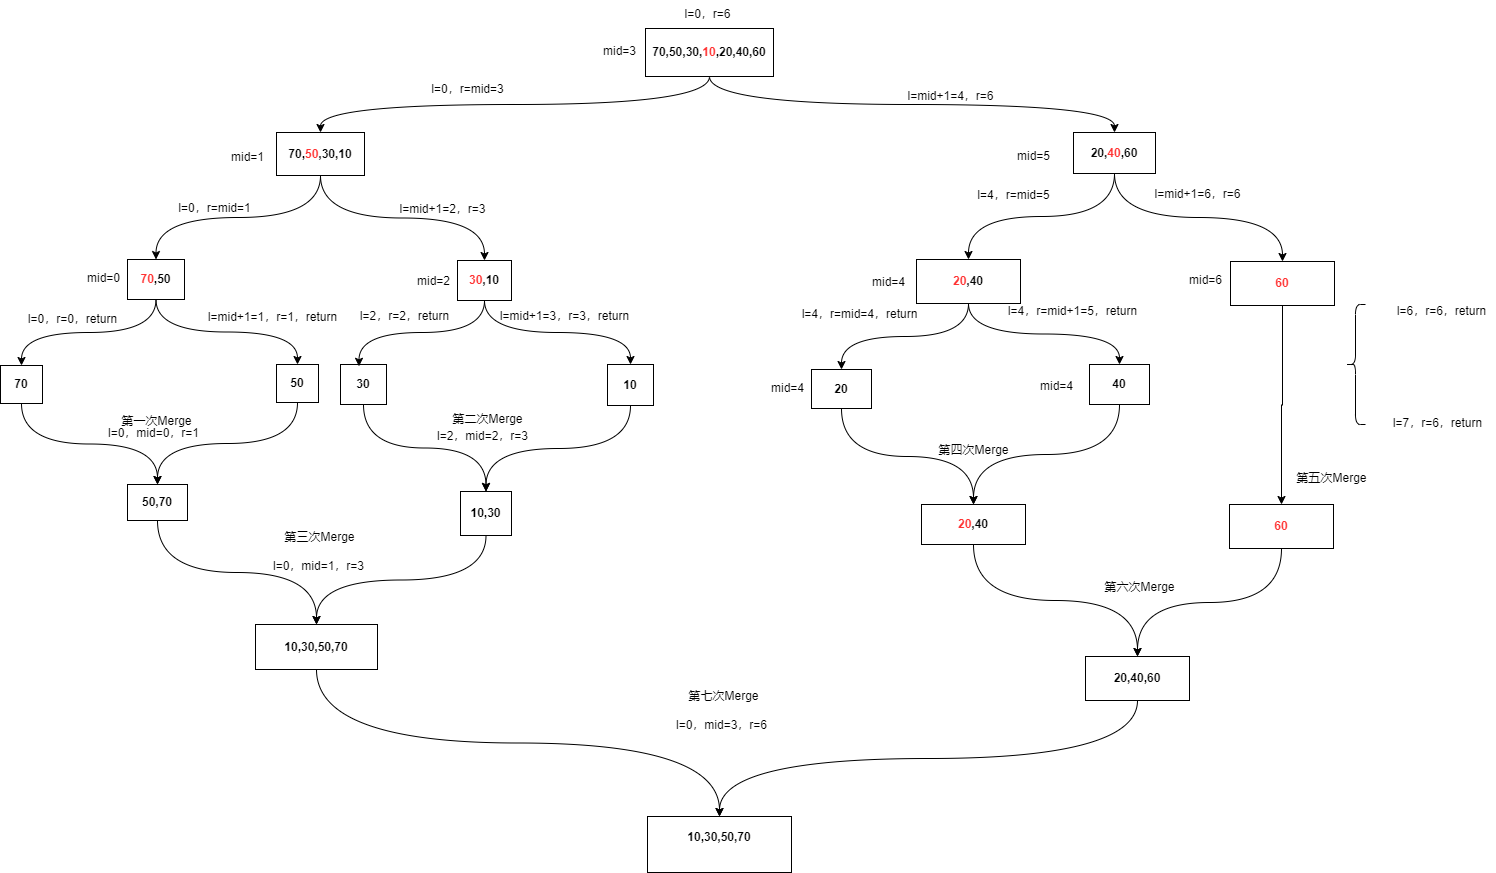 l=0，r=6
mid=3
70,50,30,10,20,40,60
l=0，r=mid=3
l=mid+1=4，r=6
mid=1
70,50,30,10
mid=5
20,40,60
l=0，r=mid=1
l=mid+1=2，r=3
l=4，r=mid=5
l=mid+1=6，r=6
mid=0
70,50
mid=2
30,10
mid=4
20,40
mid=6
60
l=0，r=0，return
l=mid+1=1，r=1，return
l=2，r=2，return
l=mid+1=3，r=3，return
l=4，r=mid=4，return
l=4，r=mid+1=5，return
l=6，r=6，return
70
50
30
10
mid=4
20
mid=4
40
第一次Merge
l=0，mid=0，r=1
第二次Merge
l=2，mid=2，r=3
l=7，r=6，return
第四次Merge
第五次Merge
50,70
10,30
20,40
60
第三次Merge
l=0，mid=1，r=3
第六次Merge
10,30,50,70
20,40,60
第七次Merge
l=0，mid=3，r=6
10,30,50,70